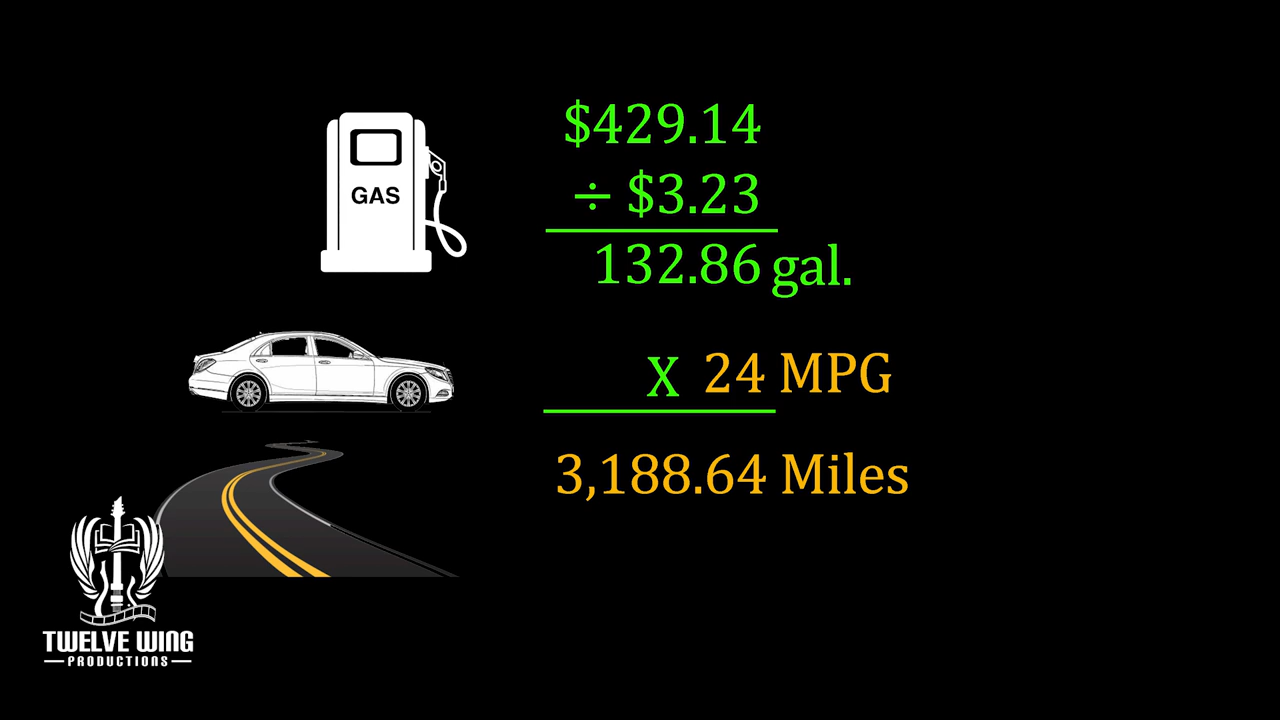 $429.14
÷ $3.23
GAS
132.86 gal.
x 24 MPG
3,188.64 Miles
TWELVE WING
PRODUCTIONS